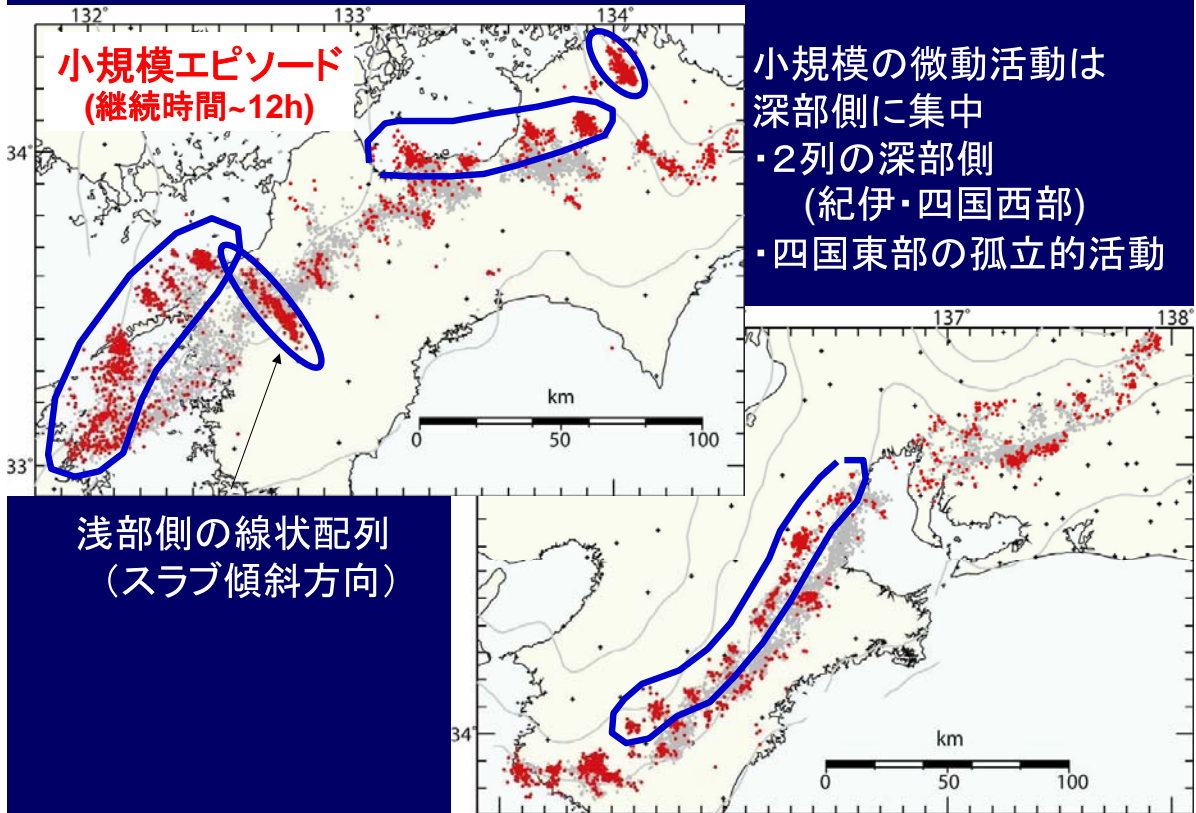 132°
133°
134°
小規模エピソード
(継続時間~12h)
34°
33°
km
0
50
100
小規模の微動活動は
深部側に集中
・２列の深部側
(紀伊・四国西部)
・四国東部の孤立的活動
浅部側の線状配列
（スラブ傾斜方向）
137°
138°
34°
km
0
50
100